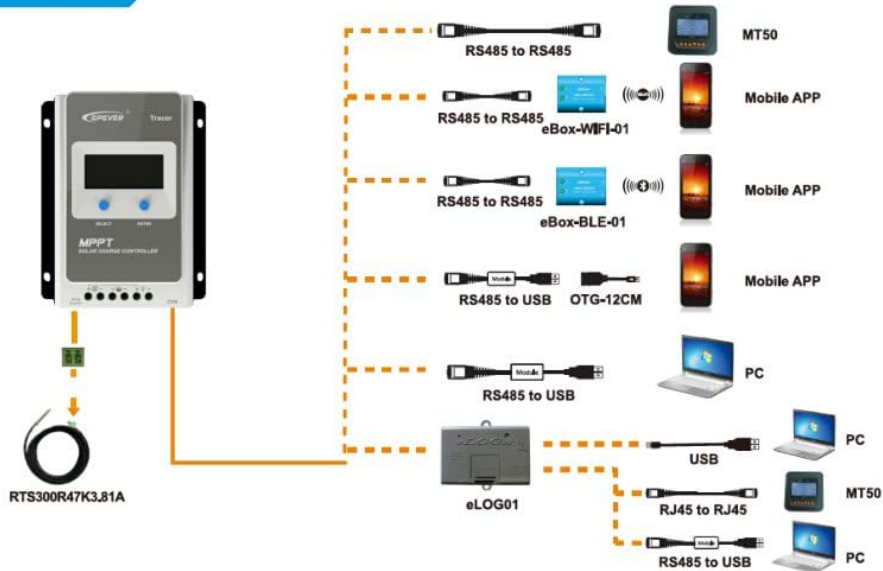 EPEVER
Tracer
SELECT
ENTER
MPPT
SOLAR CHARGE CONTROLLER
COM
RTS300R47K3.81A
RS485 to RS485
MT50
RS485 to RS485
eBox-WIFI-01
Mobile APP
RS485 to RS485
eBox-BLE-01
Mobile APP
Module
RS485 to USB
OTG-12CM
Mobile APP
Module
RS485 to USB
PC
eLOG01
USB
PC
RJ45 to RJ45
MT50
Module
RS485 to USB
PC